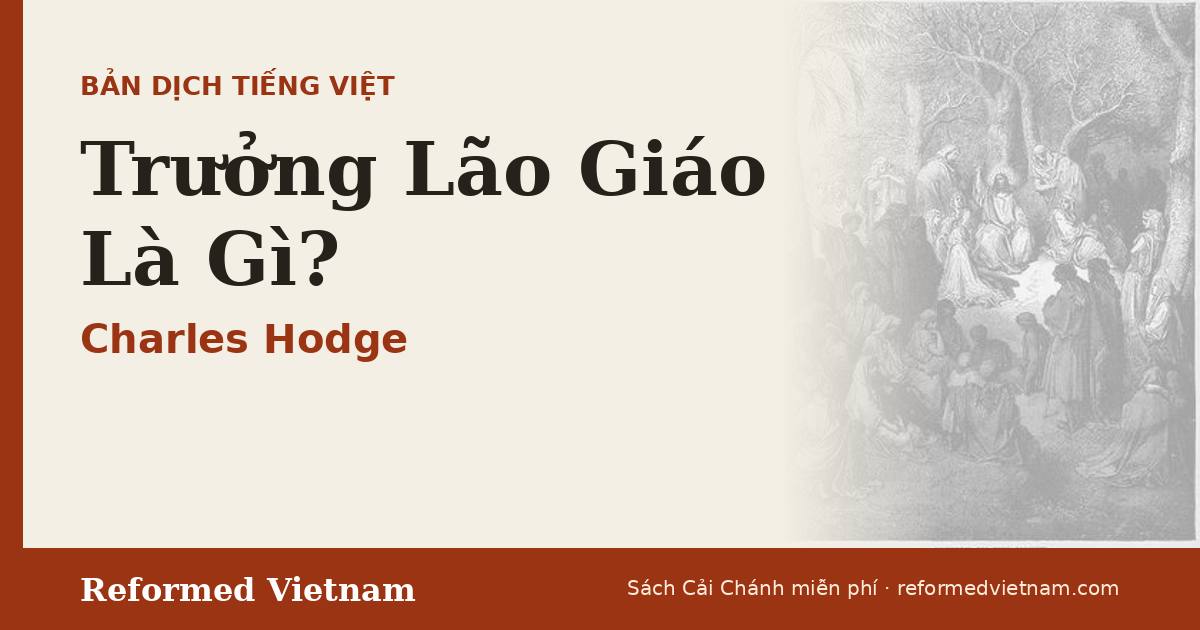 BẢN DỊCH TIẾNG VIỆT
Trưởng Lão Giáo
Là Gì?
Charles Hodge
Reformed Vietnam
Sách Cải Chánh miễn phí · reformedvietnam.com